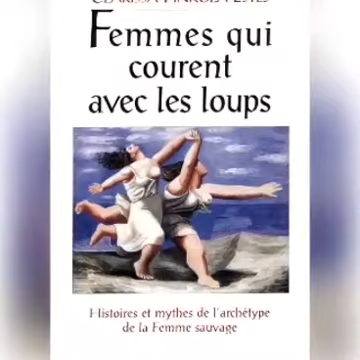 Femmes qui
courent
avec les loups
Histoires et mythes de l'archétype
de la Femme sauvage